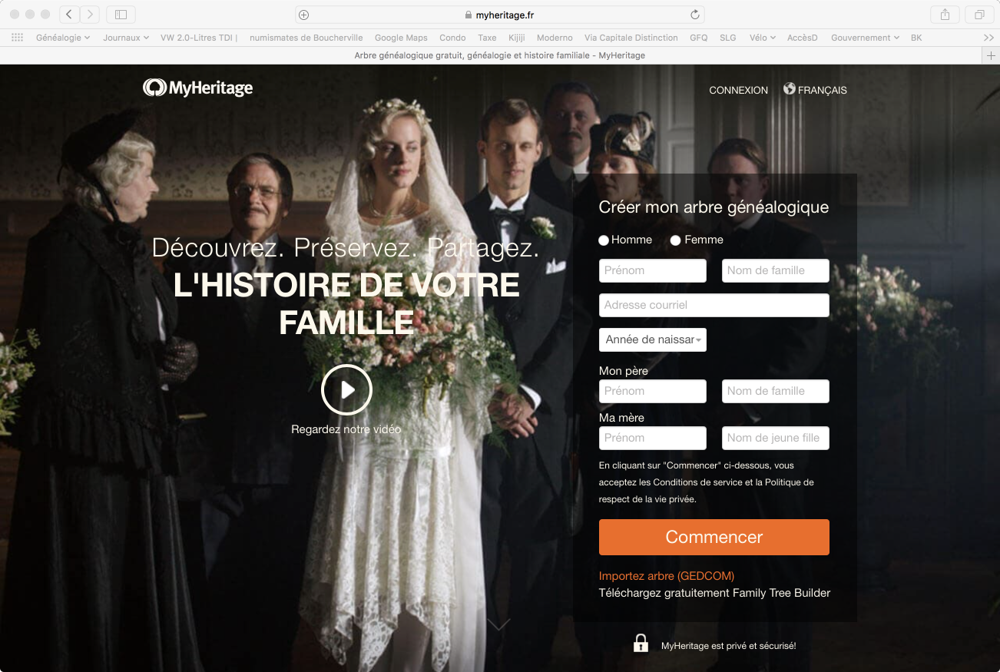 myheritage.fr
Généalogie Journaux VW 2.0-Litres TDI | numismates de Boucherville Google Maps Condo Taxe Kijiji Moderno Via Capitale Distinction GFQ SLG Vélo AccèsD Gouvernement BK
Arbre généalogique gratuit, généalogie et histoire familiale - MyHeritage
MyHeritage
CONNEXION FRANÇAIS
Découvrez. Préservez. Partagez.
L'HISTOIRE DE VOTRE
FAMILLE
Regardez notre vidéo
Créer mon arbre généalogique
Homme Femme
Prénom Nom de famille
Adresse courriel
Année de naissar
Mon père
Prénom Nom de famille
Ma mère
Prénom Nom de jeune fille
En cliquant sur "Commencer" ci-dessous, vous
acceptez les Conditions de service et la Politique de
respect de la vie privée.
Commencer
Importez arbre (GEDCOM)
Téléchargez gratuitement Family Tree Builder
MyHeritage est privé et sécurisé!